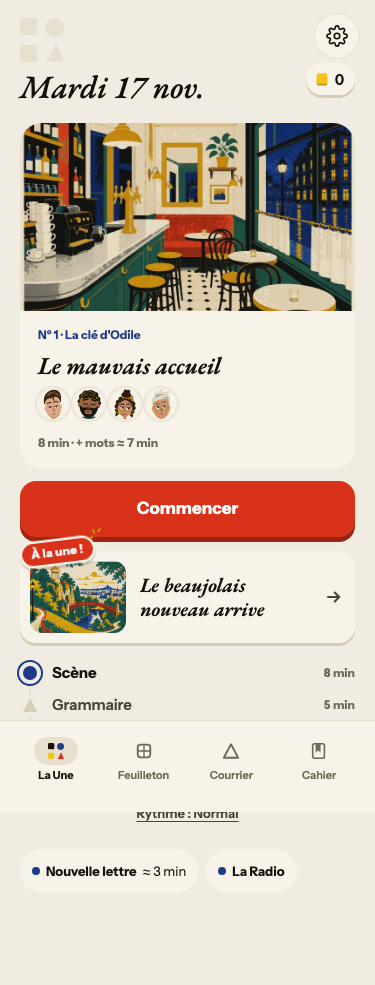 Mardi 17 nov.
0
N° 1 · La clé d'Odile
Le mauvais accueil
8 min · + mots ≈ 7 min
Commencer
À la une !
Le beaujolais
nouveau arrive
Scène
8 min
Grammaire
5 min
La Une
Feuilleton
Courrier
Cahier
Rythme : Normal
Nouvelle lettre ≈ 3 min
La Radio